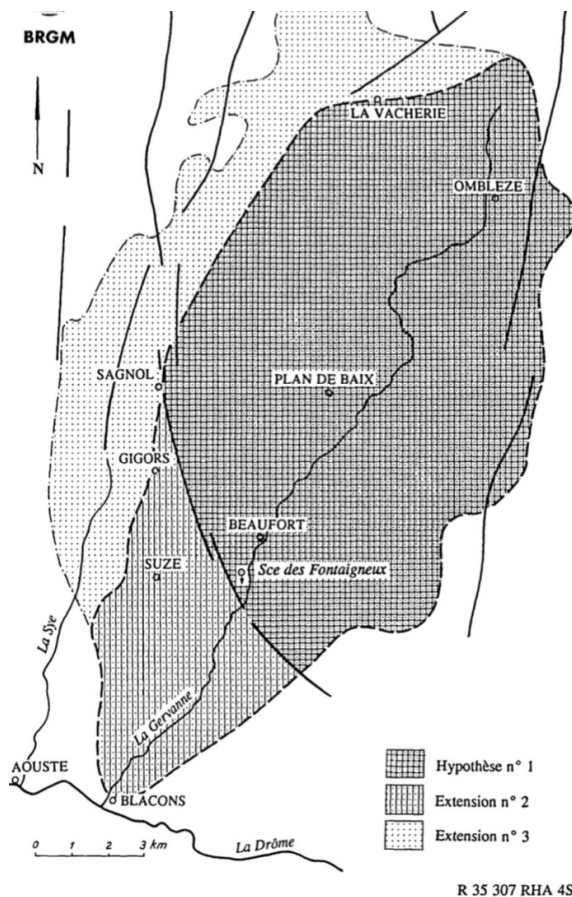 BRGM
N
LA VACHERIE
OMBLEZE
SAGNOL
PLAN DE BAIX
GIGORS
BEAUFORT
SUZE
Sce des Fontaigneux
La Sye
La Gervanne
AOUSTE
BLACONS
Hypothèse n° 1
Extension n° 2
Extension n° 3
0 1 2 3 km
La Drôme
R 35 307 RHA 4S